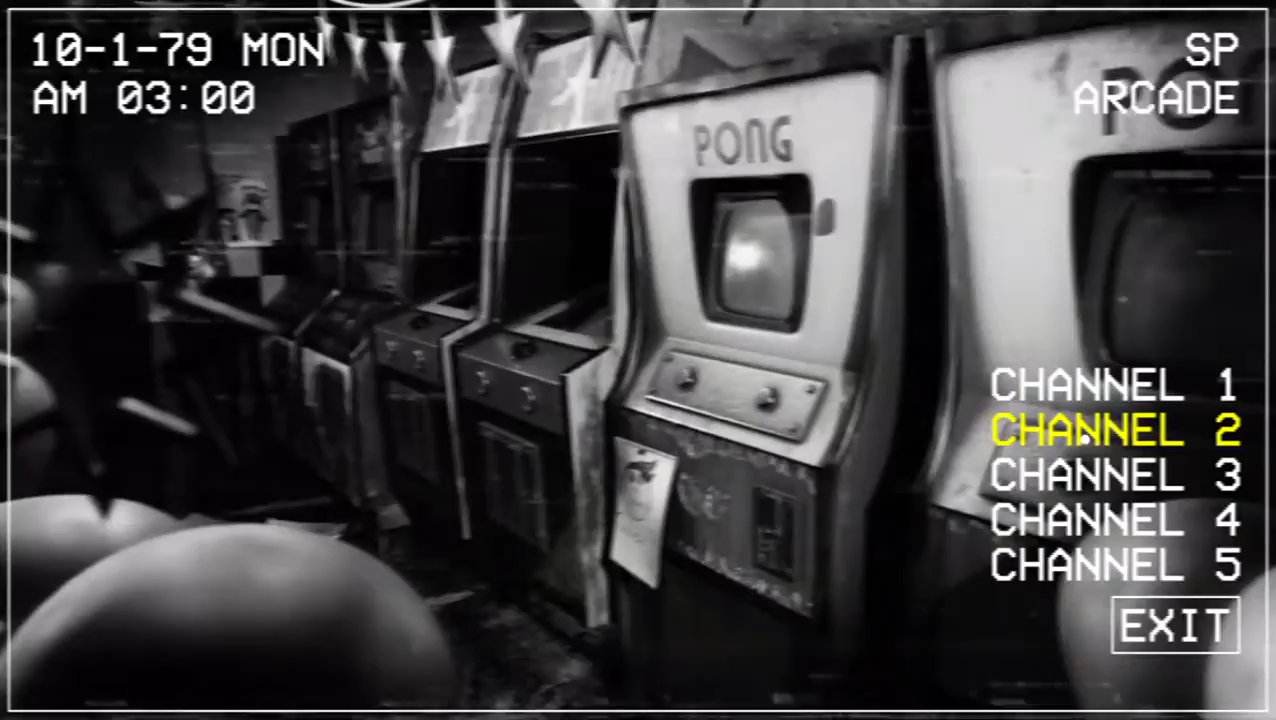 10-1-79 MON
AM 03:00
SP
ARCADE
PONG
CHANNEL 1
CHANNEL 2
CHANNEL 3
CHANNEL 4
CHANNEL 5
EXIT